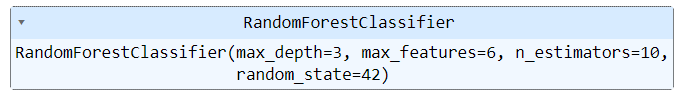 RandomForestClassifier
RandomForestClassifier(max_depth=3, max_features=6, n_estimators=10,
random_state=42)